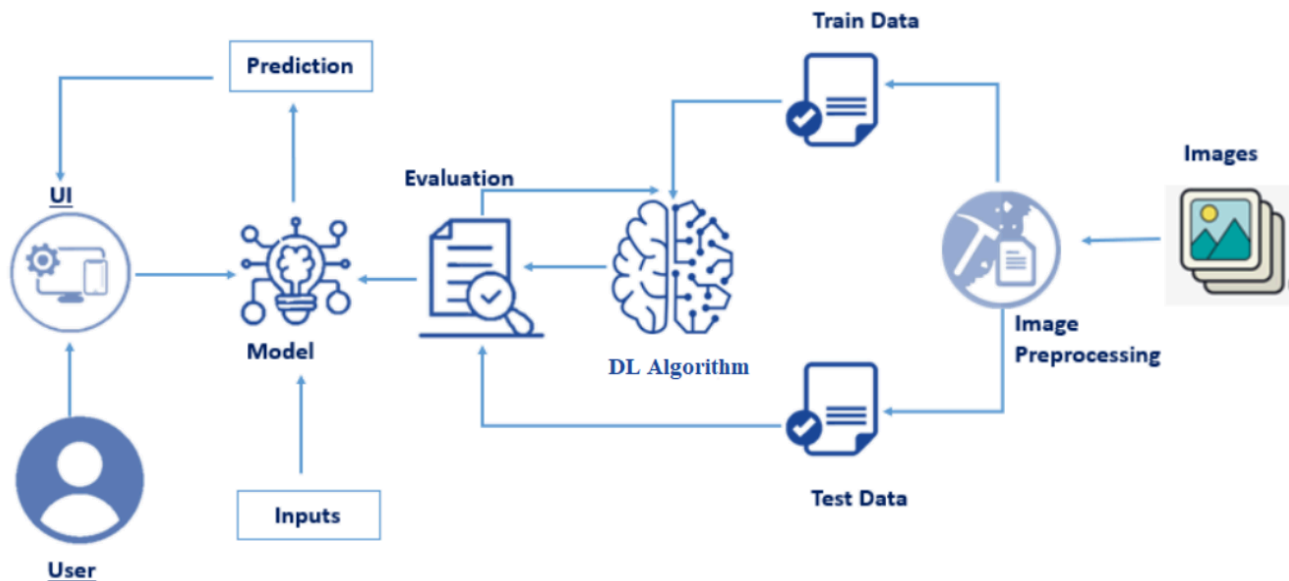 Train Data
Prediction
Images
Evaluation
UI
Image
Preprocessing
Model
DL Algorithm
Test Data
Inputs
User